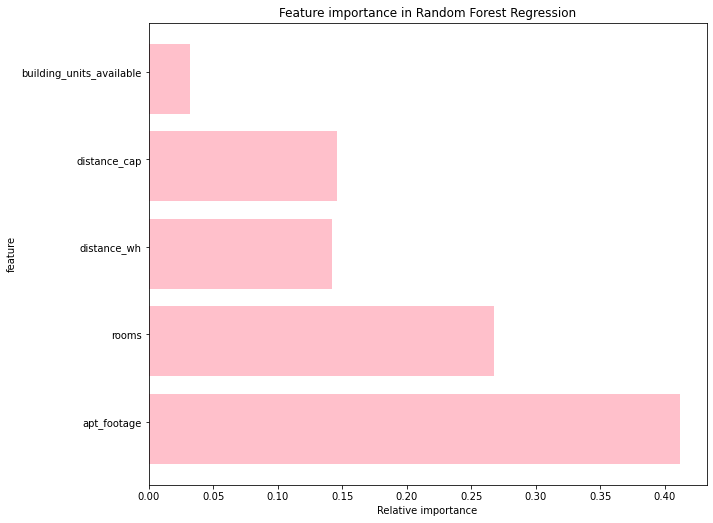 Feature importance in Random Forest Regression
building_units_available
distance_cap
distance_wh
rooms
apt_footage
feature
0.00 0.05 0.10 0.15 0.20 0.25 0.30 0.35 0.40
Relative importance